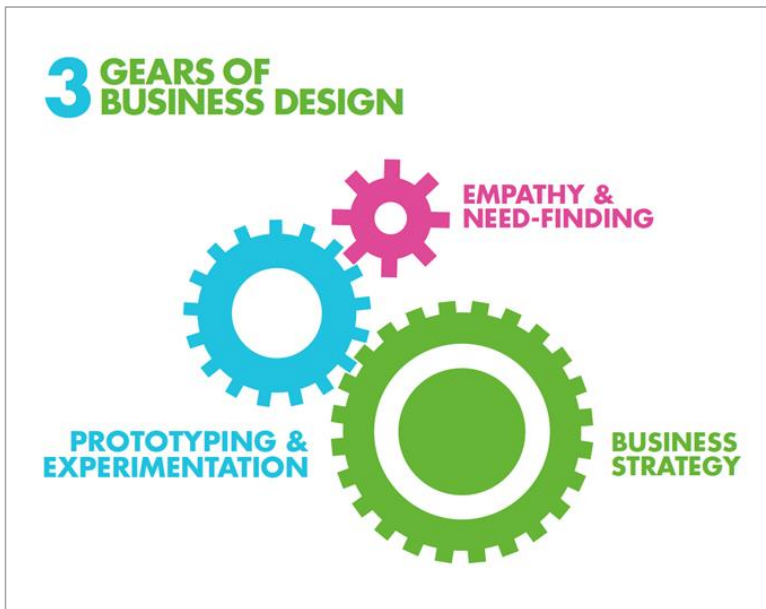 3 GEARS OF
BUSINESS DESIGN
EMPATHY &
NEED-FINDING
PROTOTYPING &
EXPERIMENTATION
BUSINESS
STRATEGY